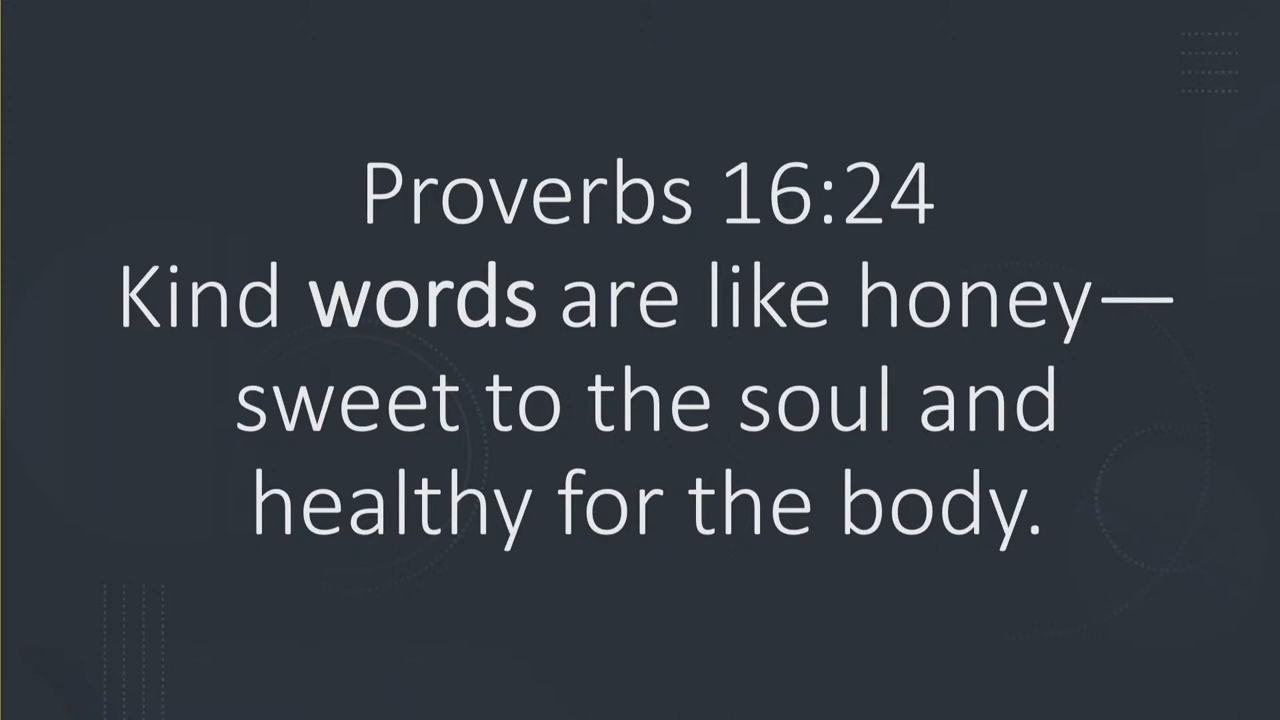 Proverbs 16:24
Kind words are like honey—
sweet to the soul and
healthy for the body.